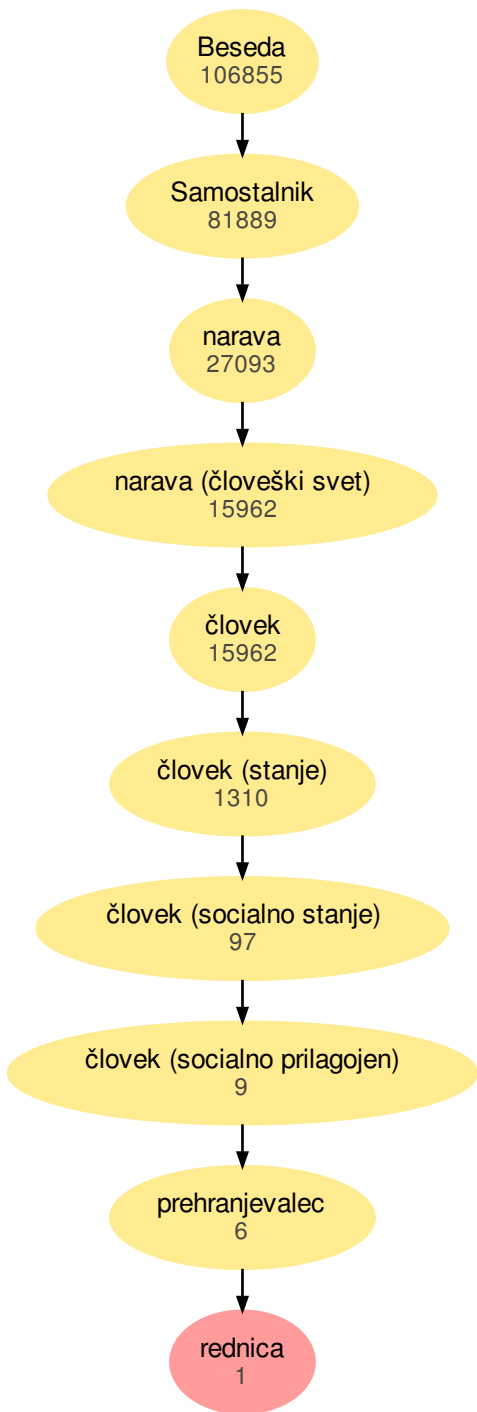 Beseda
106855
Samostalnik
81889
narava
27093
narava (človeški svet)
15962
človek
15962
človek (stanje)
1310
človek (socialno stanje)
97
človek (socialno prilagojen)
9
prehranjevalec
6
rednica
1